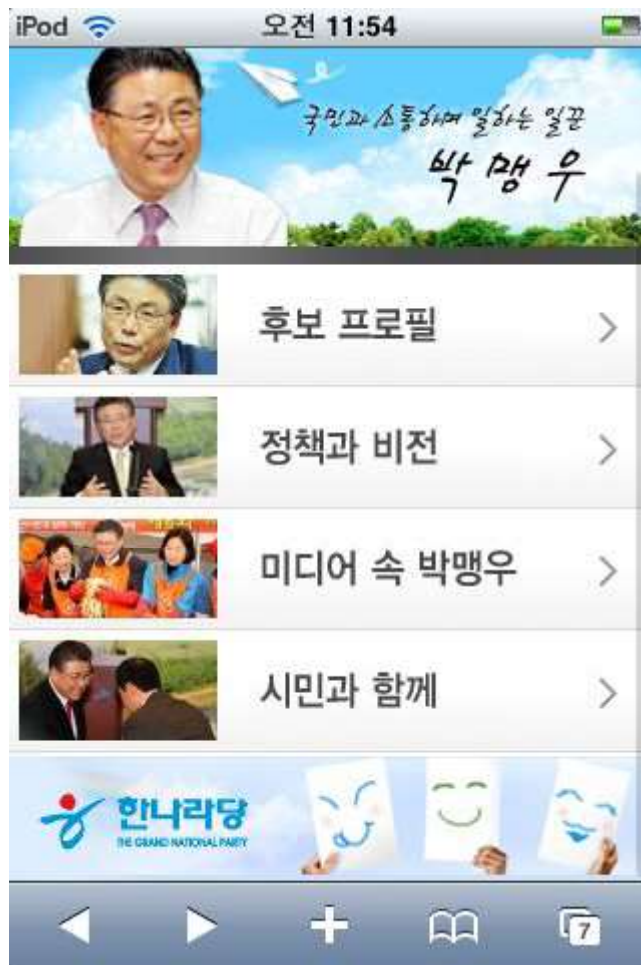 iPod 오전 11:54
국민과 소통하며 일하는 일꾼
박맹우
후보 프로필
정책과 비전
미디어 속 박맹우
시민과 함께
한나라당
THE GRAND NATIONAL PARTY
7